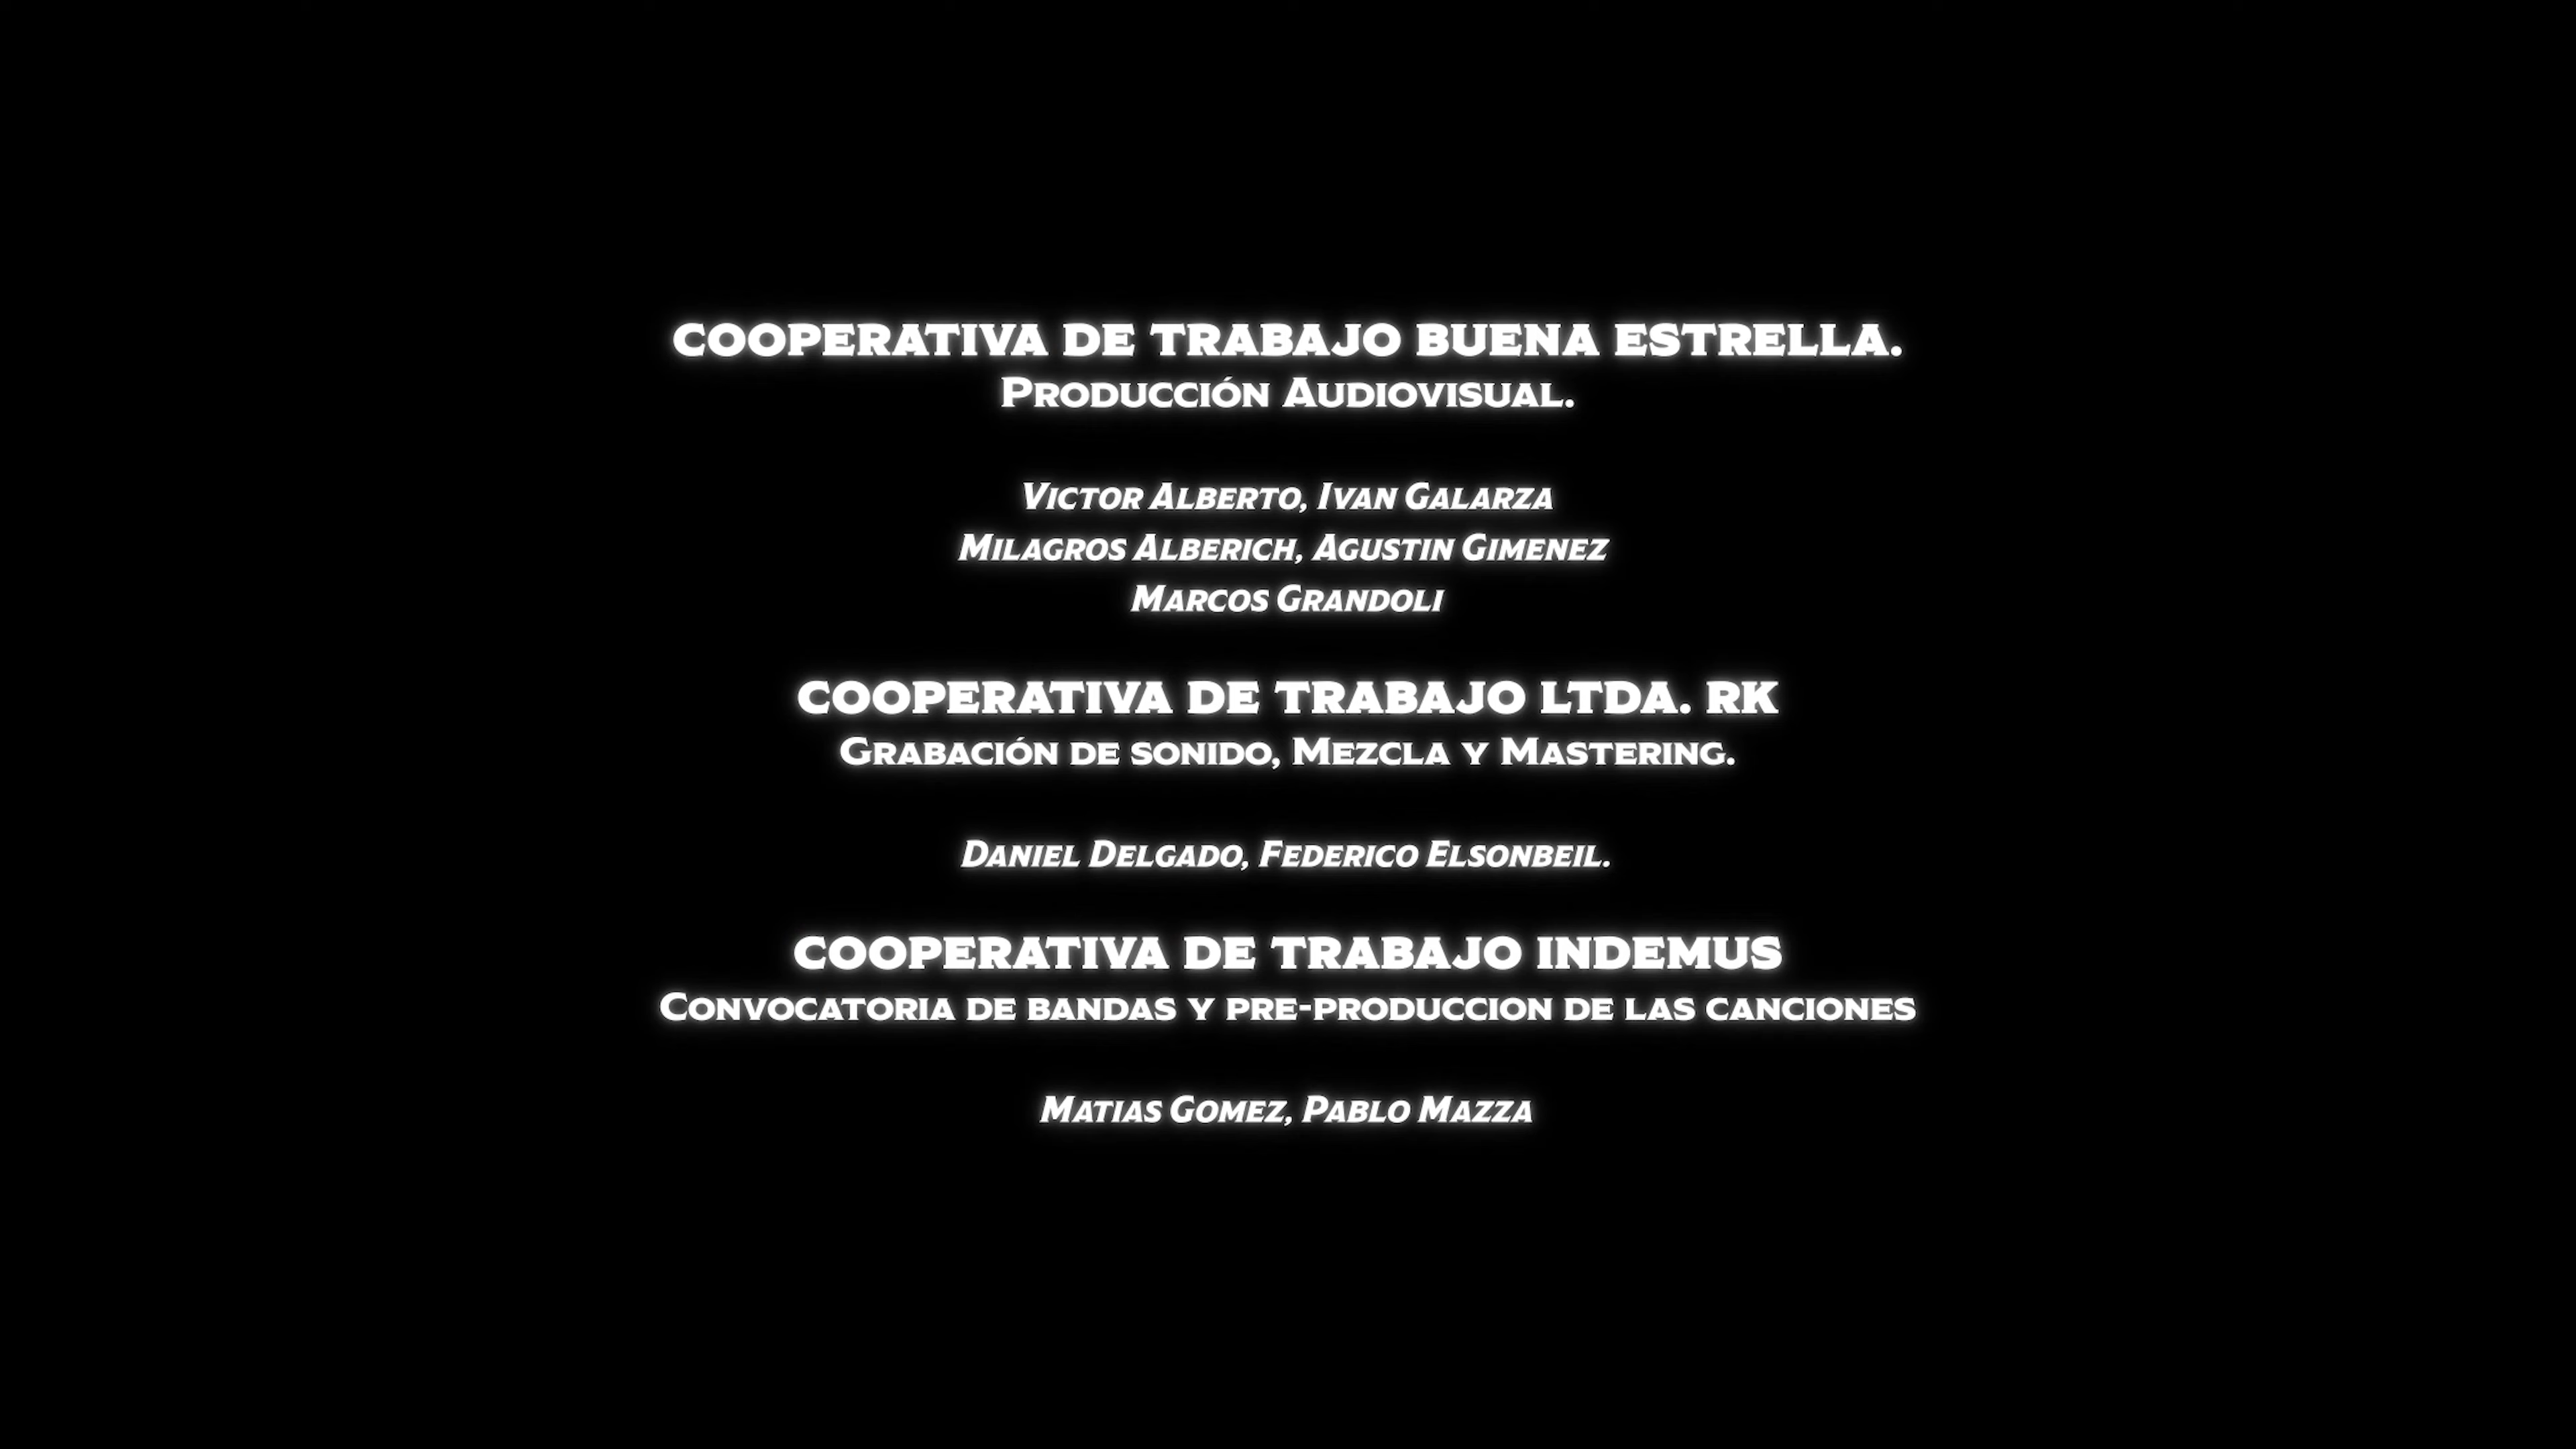 COOPERATIVA DE TRABAJO BUENA ESTRELLA.
Producción Audiovisual.
Victor Alberto, Ivan Galarza
Milagros Alberich, Agustin Gimenez
Marcos Grandoli
COOPERATIVA DE TRABAJO LTDA. RK
Grabación de sonido, Mezcla y Mastering.
Daniel Delgado, Federico Elsonbeil.
COOPERATIVA DE TRABAJO INDEMUS
Convocatoria de bandas y pre-produccion de las canciones
Matias Gomez, Pablo Mazza